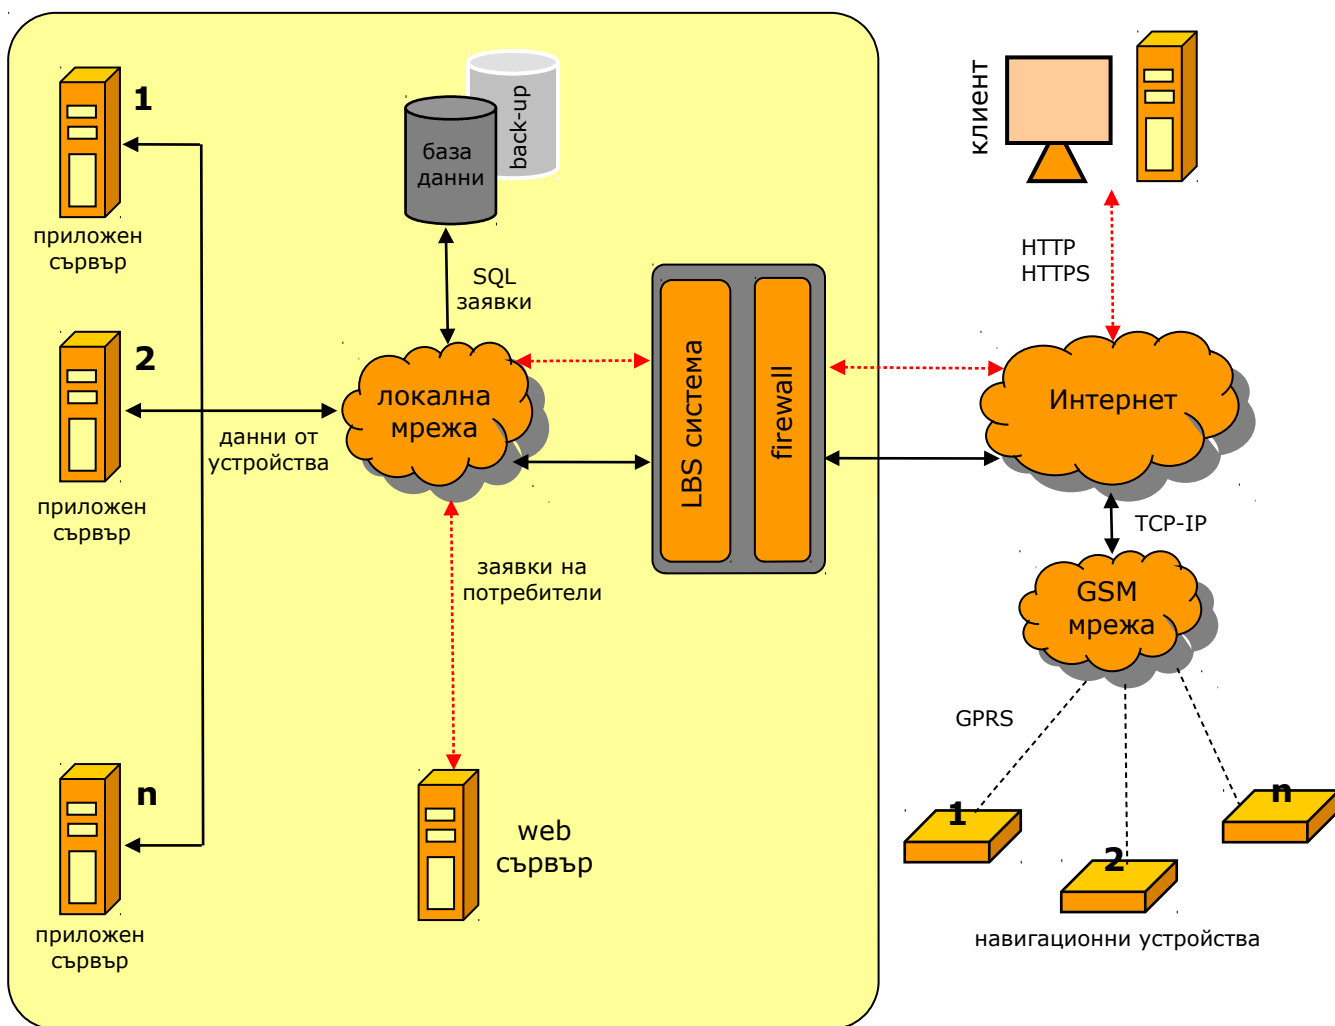 1
приложен
сървър
2
приложен
сървър
n
приложен
сървър
база
данни
back-up
SQL
заявки
локална
мрежа
данни от
устройства
заявки на
потребители
web
сървър
LBS система
firewall
клиент
HTTP
HTTPS
Интернет
TCP-IP
GSM
мрежа
GPRS
1
2
n
навигационни устройства